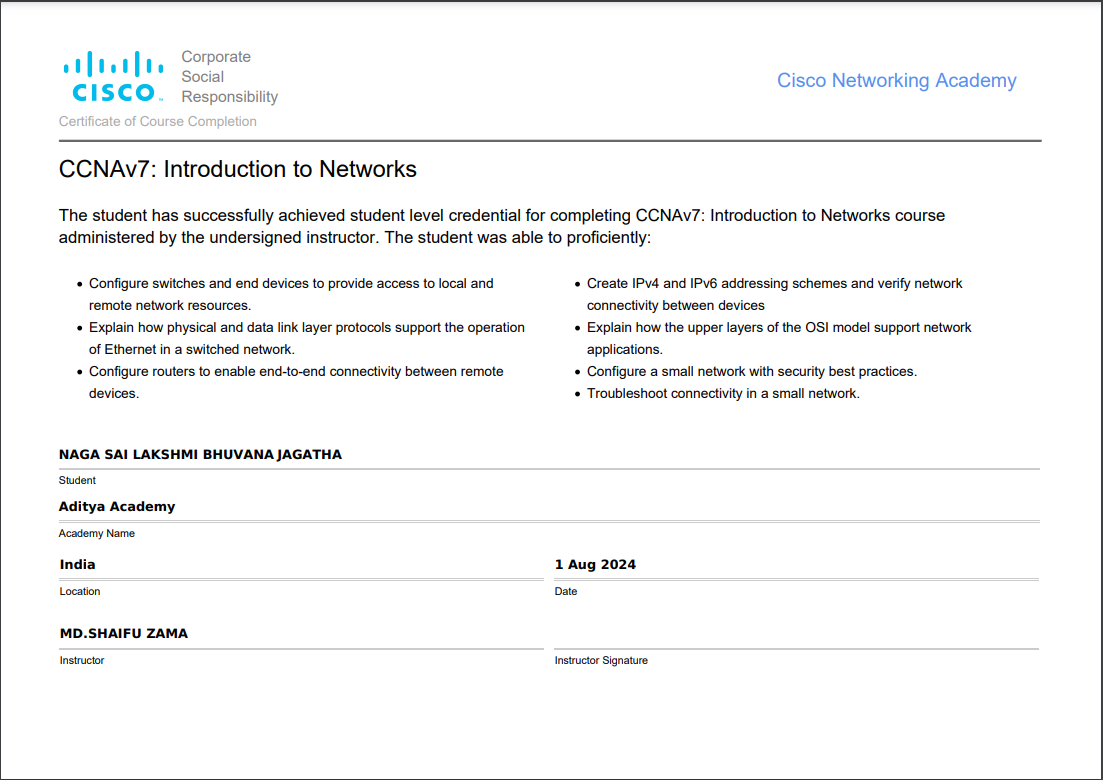 Corporate
Social
Responsibility
CISCO™
Cisco Networking Academy
Certificate of Course Completion
CCNAv7: Introduction to Networks
The student has successfully achieved student level credential for completing CCNAv7: Introduction to Networks course
administered by the undersigned instructor. The student was able to proficiently:
• Configure switches and end devices to provide access to local and
remote network resources.
• Explain how physical and data link layer protocols support the operation
of Ethernet in a switched network.
• Configure routers to enable end-to-end connectivity between remote
devices.
• Create IPv4 and IPv6 addressing schemes and verify network
connectivity between devices
• Explain how the upper layers of the OSI model support network
applications.
• Configure a small network with security best practices.
• Troubleshoot connectivity in a small network.
NAGA SAI LAKSHMI BHUVANA JAGATHA
Student
Aditya Academy
Academy Name
India
Location
1 Aug 2024
Date
MD.SHAIFU ZAMA
Instructor
Instructor Signature